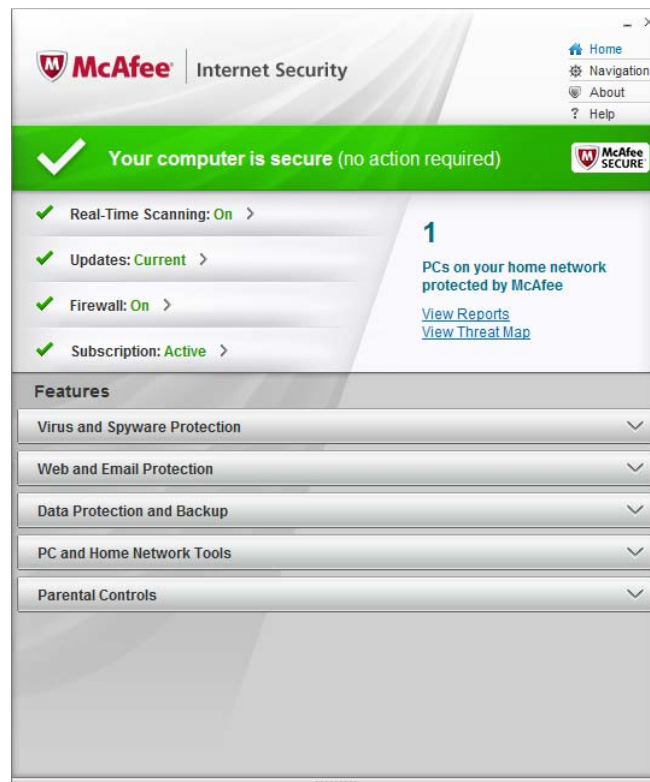 McAfee | Internet Security
Home
Navigation
About
? Help
Your computer is secure (no action required)
McAfee SECURE
Real-Time Scanning: On >
Updates: Current >
Firewall: On >
Subscription: Active >
1
PCs on your home network
protected by McAfee
View Reports
View Threat Map
Features
Virus and Spyware Protection
Web and Email Protection
Data Protection and Backup
PC and Home Network Tools
Parental Controls